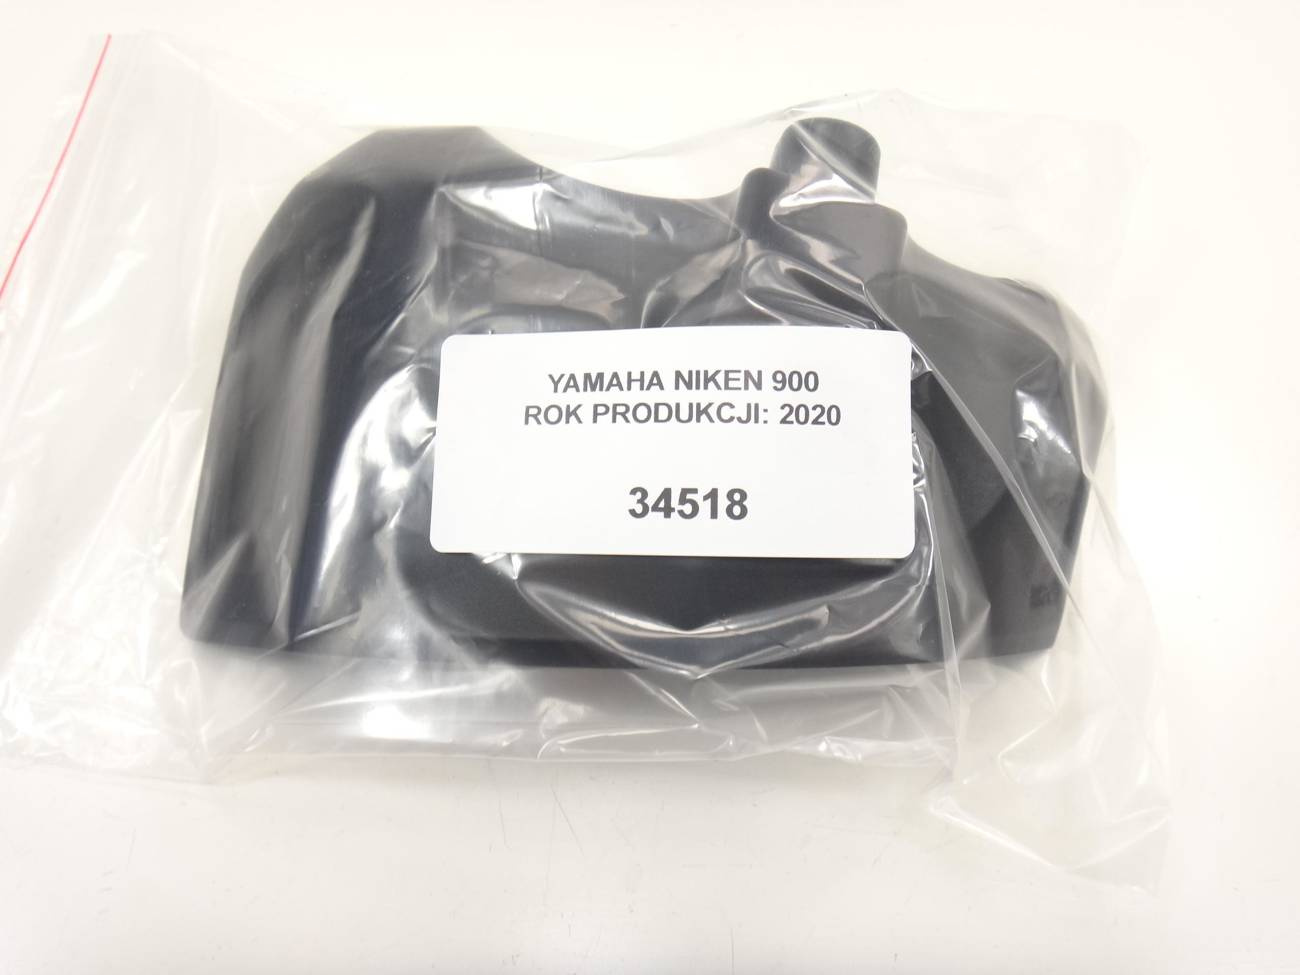 YAMAHA NIKEN 900
ROK PRODUKCJI: 2020
34518